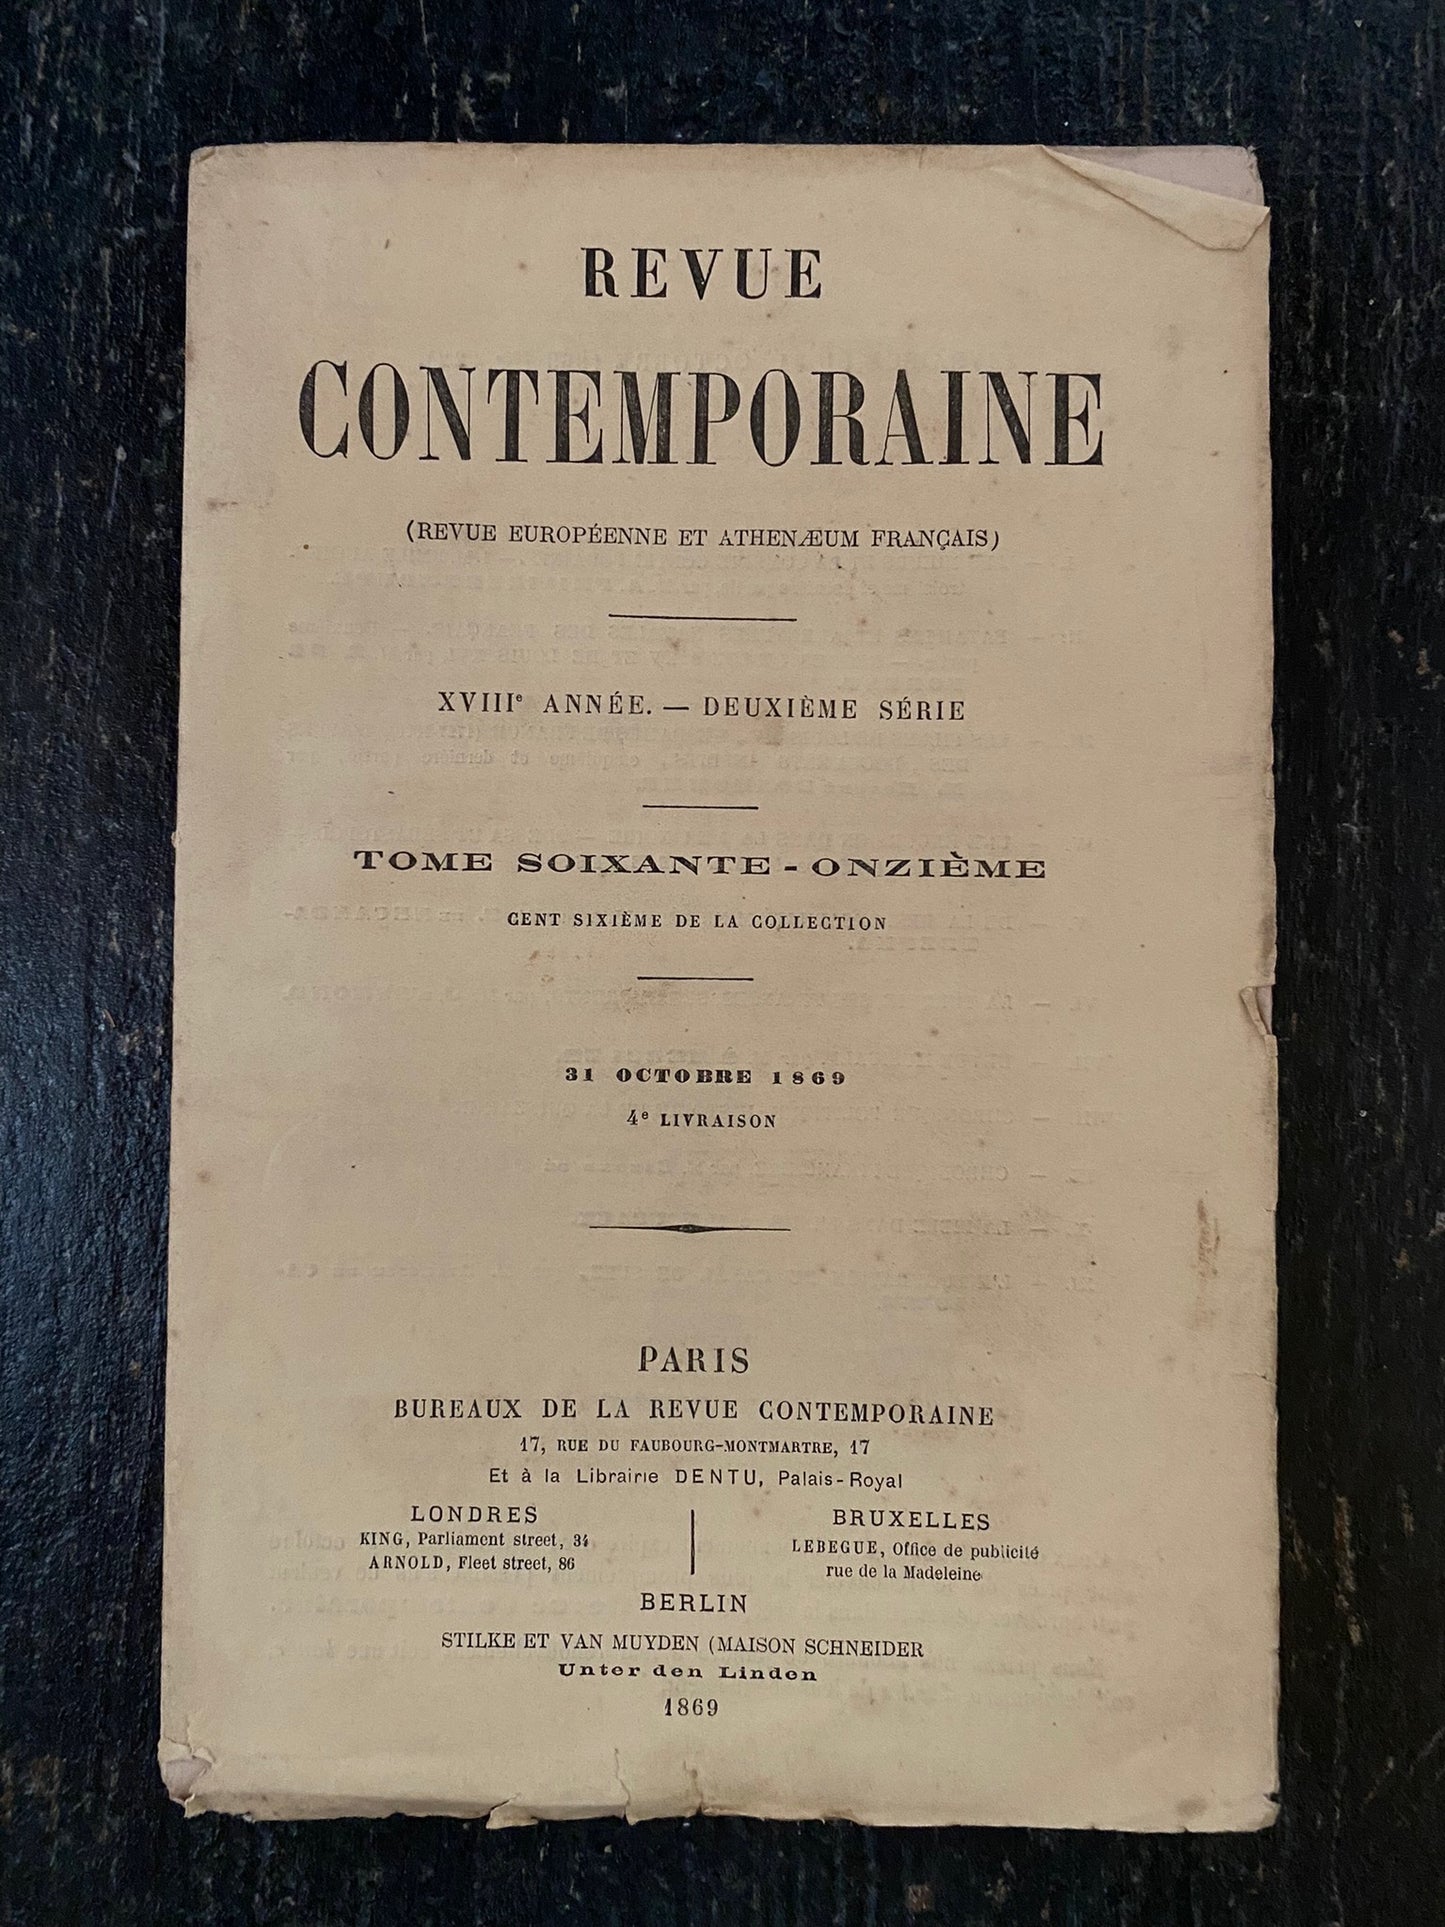 REVUE
CONTEMPORAINE
(REVUE EUROPÉENNE ET ATHENÆUM FRANÇAIS)
XVIIIe ANNÉE. — DEUXIÈME SÉRIE
TOME SOIXANTE-ONZIÈME
CENT SIXIÈME DE LA COLLECTION
31 OCTOBRE 1869
4e LIVRAISON
PARIS
BUREAUX DE LA REVUE CONTEMPORAINE
17, RUE DU FAUBOURG-MONTMARTRE, 17
Et à la Librairie DENTU, Palais-Royal
LONDRES
KING, Parliament street, 34
ARNOLD, Fleet street, 86
BRUXELLES
LEBEGUE, Office de publicité
rue de la Madeleine
BERLIN
STILKE ET VAN MUYDEN (MAISON SCHNEIDER
Unter den Linden
1869